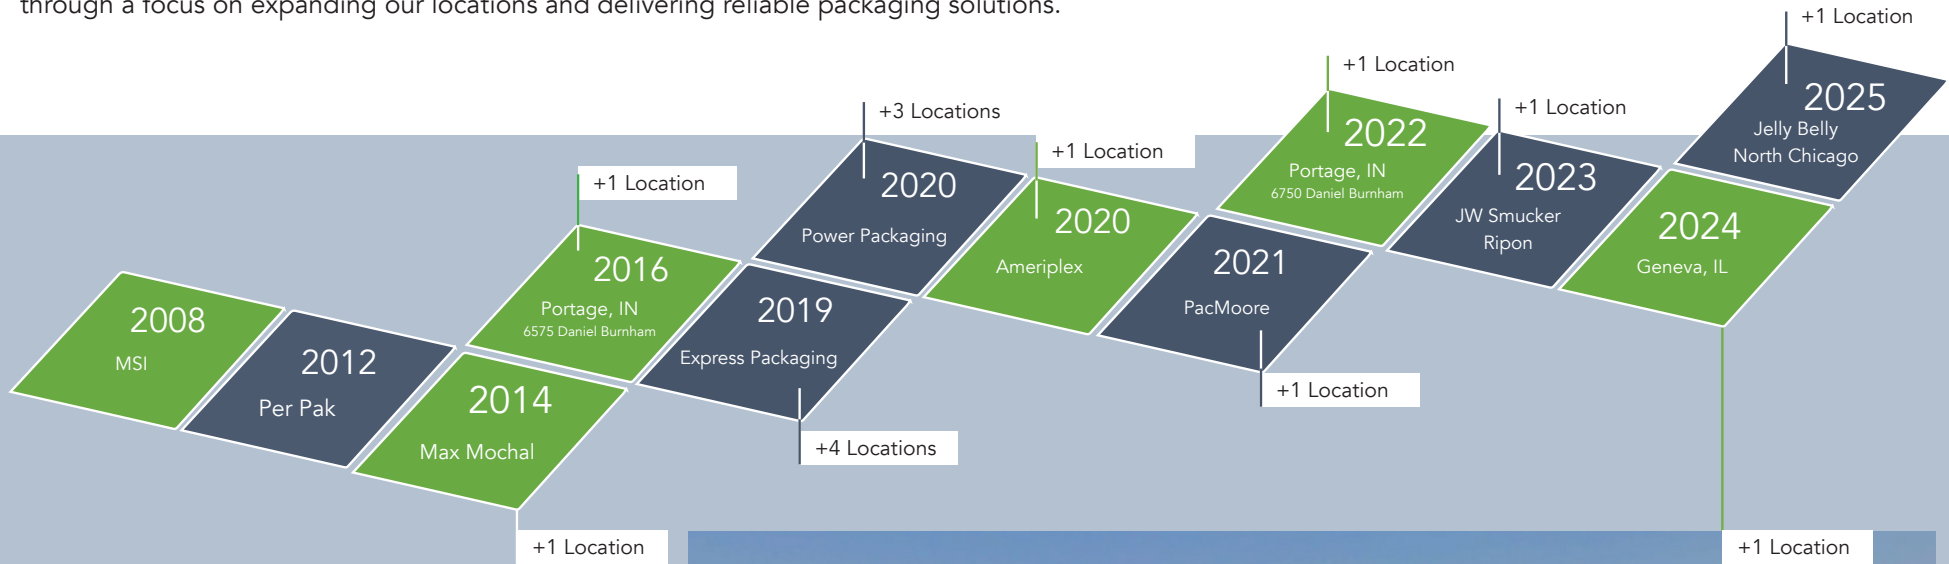 through a focus on expanding our locations and delivering reliable packaging solutions.
2008
MSI
2012
Per Pak
2014
Max Mochal
+1 Location
+1 Location
2016
Portage, IN
6575 Daniel Burnham
2019
Express Packaging
+4 Locations
+3 Locations
2020
Power Packaging
+1 Location
2020
Ameriplex
2021
PacMoore
+1 Location
+1 Location
2022
Portage, IN
6750 Daniel Burnham
+1 Location
2023
JW Smucker
Ripon
2024
Geneva, IL
+1 Location
+1 Location
2025
Jelly Belly
North Chicago